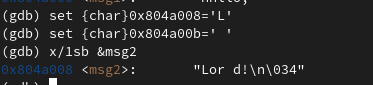 (gdb) set {char}0x804a008='L'
(gdb) set {char}0x804a00b=' '
(gdb) x/1sb &msg2
0x804a008 <msg2>: "Lor d!\n\034"